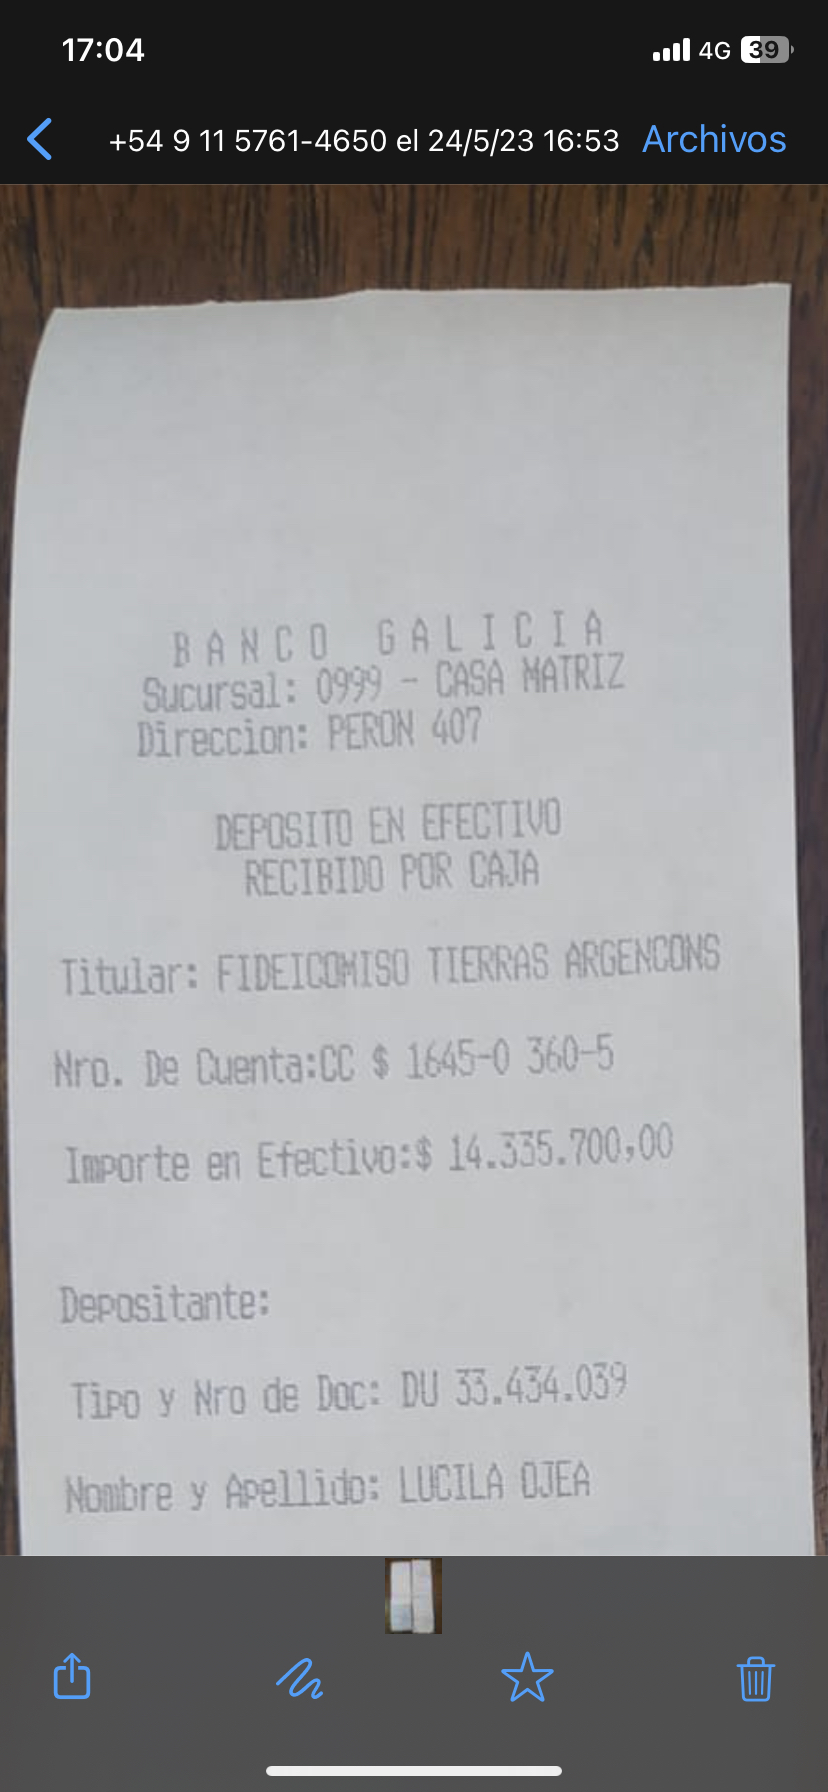 17:04
4G 39
+54 9 11 5761-4650 el 24/5/23 16:53 Archivos
BANCO GALICIA
Sucursal: 0999 - CASA MATRIZ
Direccion: PERON 407
DEPOSITO EN EFECTIVO
RECIBIDO POR CAJA
Titular: FIDEICOMISO TIERRAS ARGENCONS
Nro. De Cuenta:CC $ 1645-0 360-5
Importe en Efectivo:$ 14.335.700,00
Depositante:
Tipo y Nro de Doc: DU 33.434.039
Nombre y Apellido: LUCILA OJEA